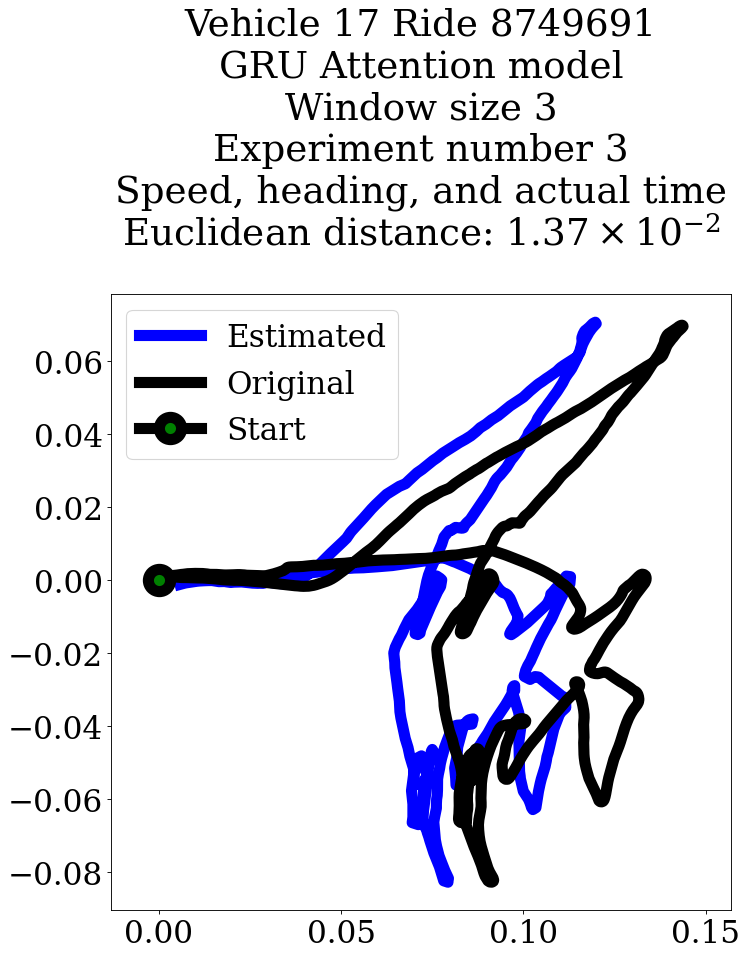 Vehicle 17 Ride 8749691
GRU Attention model
Window size 3
Experiment number 3
Speed, heading, and actual time
Euclidean distance: 1.37 × 10⁻²
Estimated
Original
Start
0.06
0.04
0.02
0.00
−0.02
−0.04
−0.06
−0.08
0.00 0.05 0.10 0.15